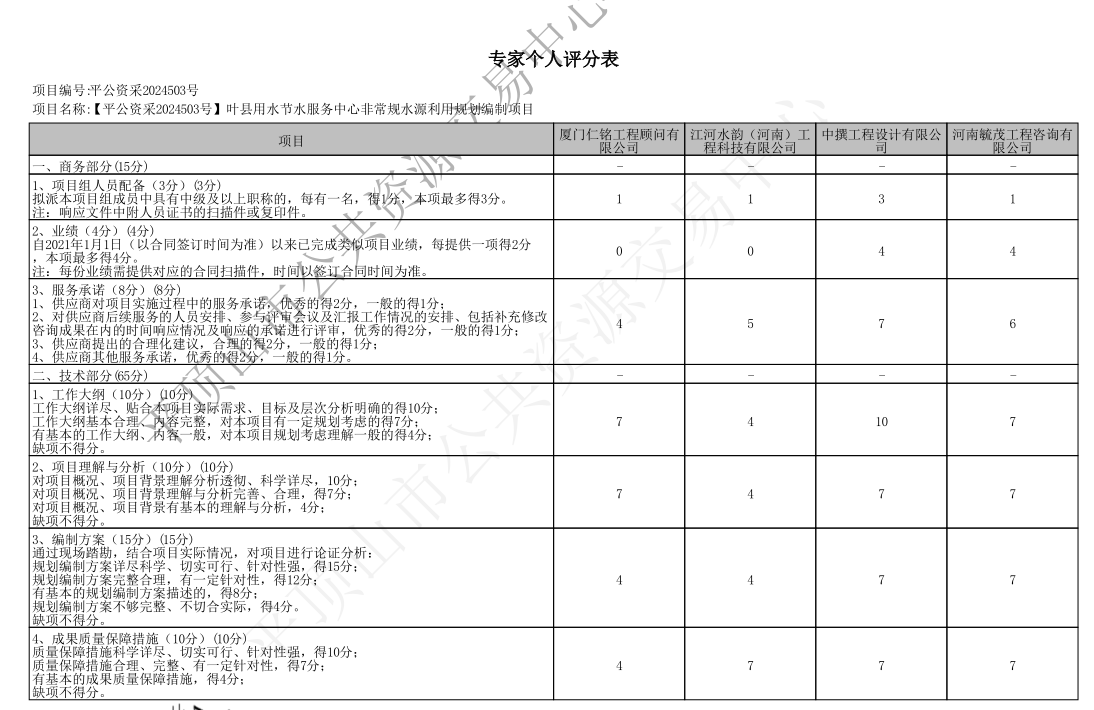 专家个人评分表
项目编号:平公资采2024503号
项目名称:【平公资采2024503号】叶县用水节水服务中心非常规水源利用规划编制项目
项目
厦门仁铭工程顾问有
限公司
江河水韵（河南）工
程科技有限公司
中撰工程设计有限公
司
河南毓茂工程咨询有
限公司
一、商务部分(15分)
－ － － －
1、项目组人员配备（3分）(3分)
拟派本项目组成员中具有中级及以上职称的，每有一名，得1分，本项最多得3分。
注：响应文件中附人员证书的扫描件或复印件。
1 1 3 1
2、业绩（4分）(4分)
自2021年1月1日（以合同签订时间为准）以来已完成类似项目业绩，每提供一项得2分
，本项最多得4分。
注：每份业绩需提供对应的合同扫描件，时间以签订合同时间为准。
0 0 4 4
3、服务承诺（8分）(8分)
1、供应商对项目实施过程中的服务承诺，优秀的得2分，一般的得1分；
2、对供应商后续服务的人员安排、参与评审会议及汇报工作情况的安排、包括补充修改
咨询成果在内的时间响应情况及响应的承诺进行评审，优秀的得2分，一般的得1分；
3、供应商提出的合理化建议，合理的得2分，一般的得1分；
4、供应商其他服务承诺，优秀的得2分，一般的得1分。
4 5 7 6
二、技术部分(65分)
－ － － －
1、工作大纲（10分）(10分)
工作大纲详尽、贴合本项目实际需求、目标及层次分析明确的得10分；
工作大纲基本合理、内容完整，对本项目有一定规划考虑的得7分；
有基本的工作大纲、内容一般，对本项目规划考虑理解一般的得4分；
缺项不得分。
7 4 10 7
2、项目理解与分析（10分）(10分)
对项目概况、项目背景理解分析透彻、科学详尽，10分；
对项目概况、项目背景理解与分析完善、合理，得7分；
对项目概况、项目背景有基本的理解与分析，4分；
缺项不得分。
7 4 7 7
3、编制方案（15分）(15分)
通过现场踏勘，结合项目实际情况，对项目进行论证分析；
规划编制方案详尽科学、切实可行、针对性强，得15分；
规划编制方案完整合理，有一定针对性，得12分；
有基本的规划编制方案描述的，得8分；
规划编制方案不够完整、不切合实际，得4分。
缺项不得分。
4 4 7 7
4、成果质量保障措施（10分）(10分)
质量保障措施科学详尽、切实可行、针对性强，得10分；
质量保障措施合理、完整、有一定针对性，得7分；
有基本的成果质量保障措施，得4分；
缺项不得分。
4 7 7 7
平顶山市公共资源交易中心
平顶山市公共资源交易中心